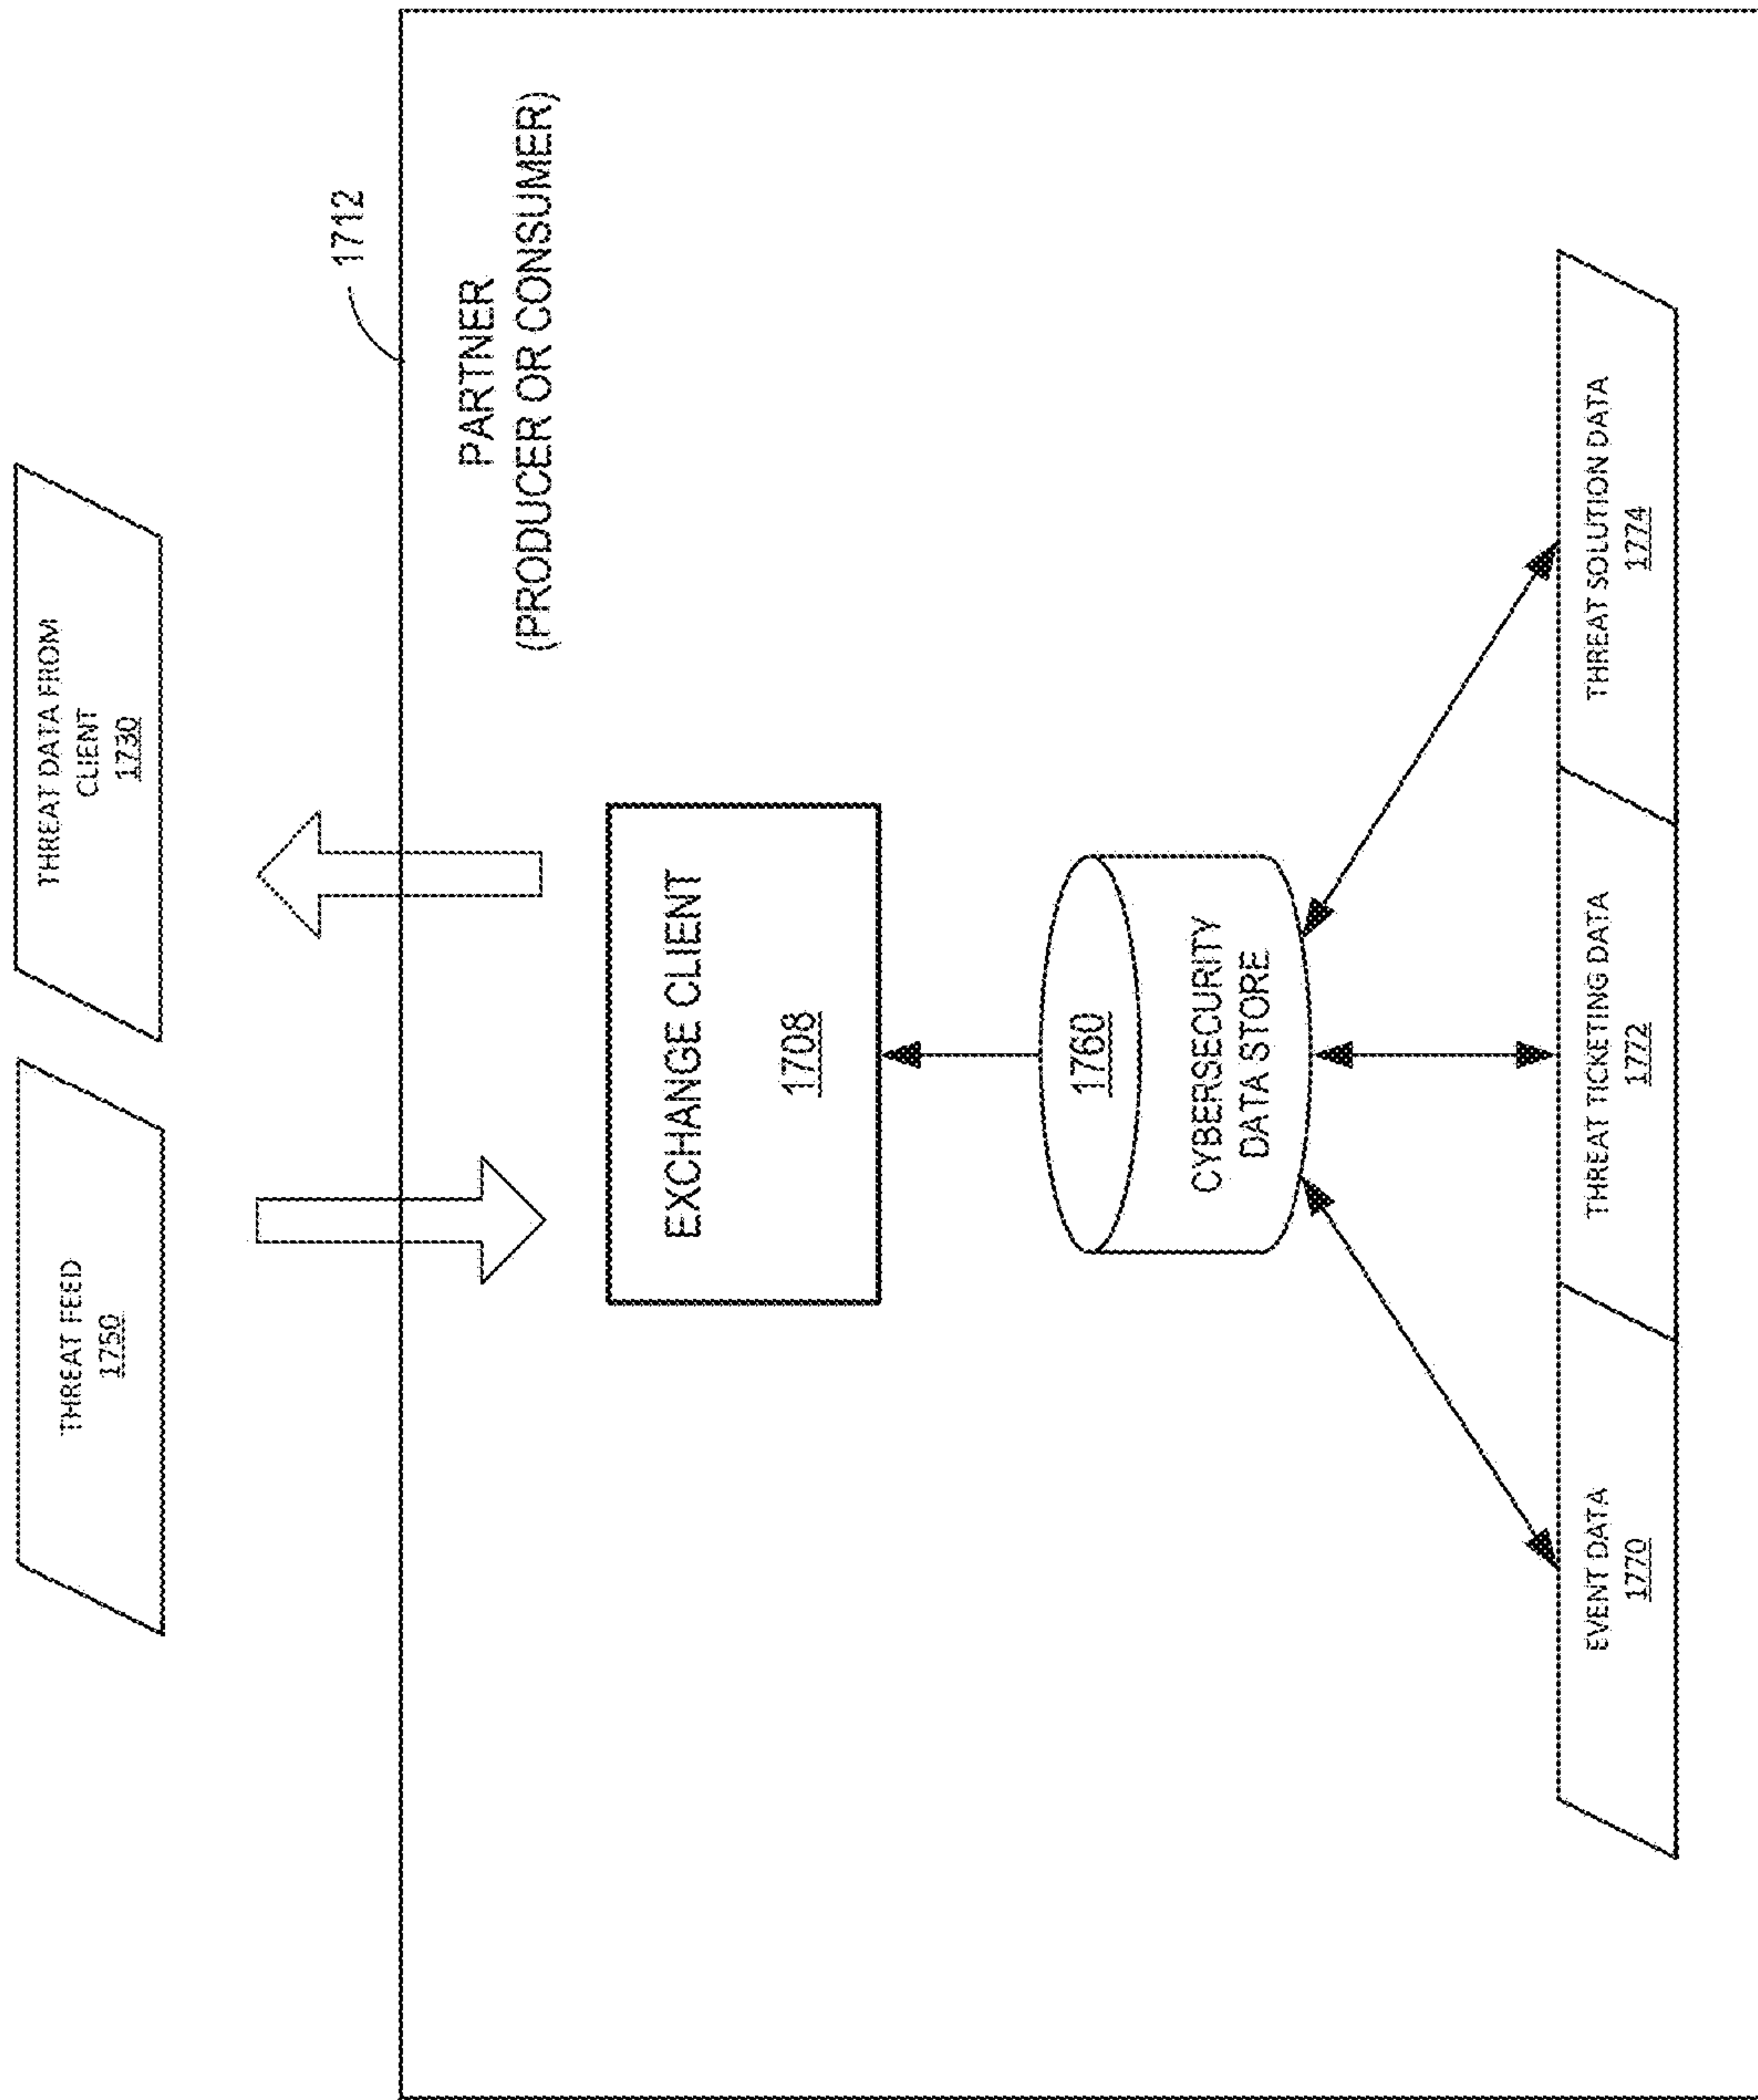 THREAT FEED
1750
THREAT DATA FROM
CLIENT
1730
1712
PARTNER
(PRODUCER OR CONSUMER)
EXCHANGE CLIENT
1708
1760
CYBERSECURITY
DATA STORE
EVENT DATA
1770
THREAT TICKETING DATA
1772
THREAT SOLUTION DATA
1774